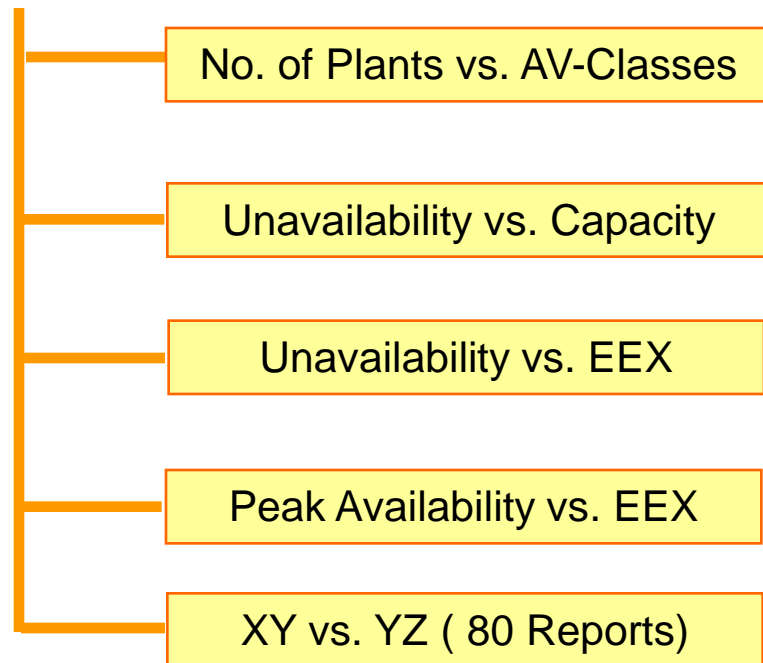 No. of Plants vs. AV-Classes
Unavailability vs. Capacity
Unavailability vs. EEX
Peak Availability vs. EEX
XY vs. YZ ( 80 Reports)